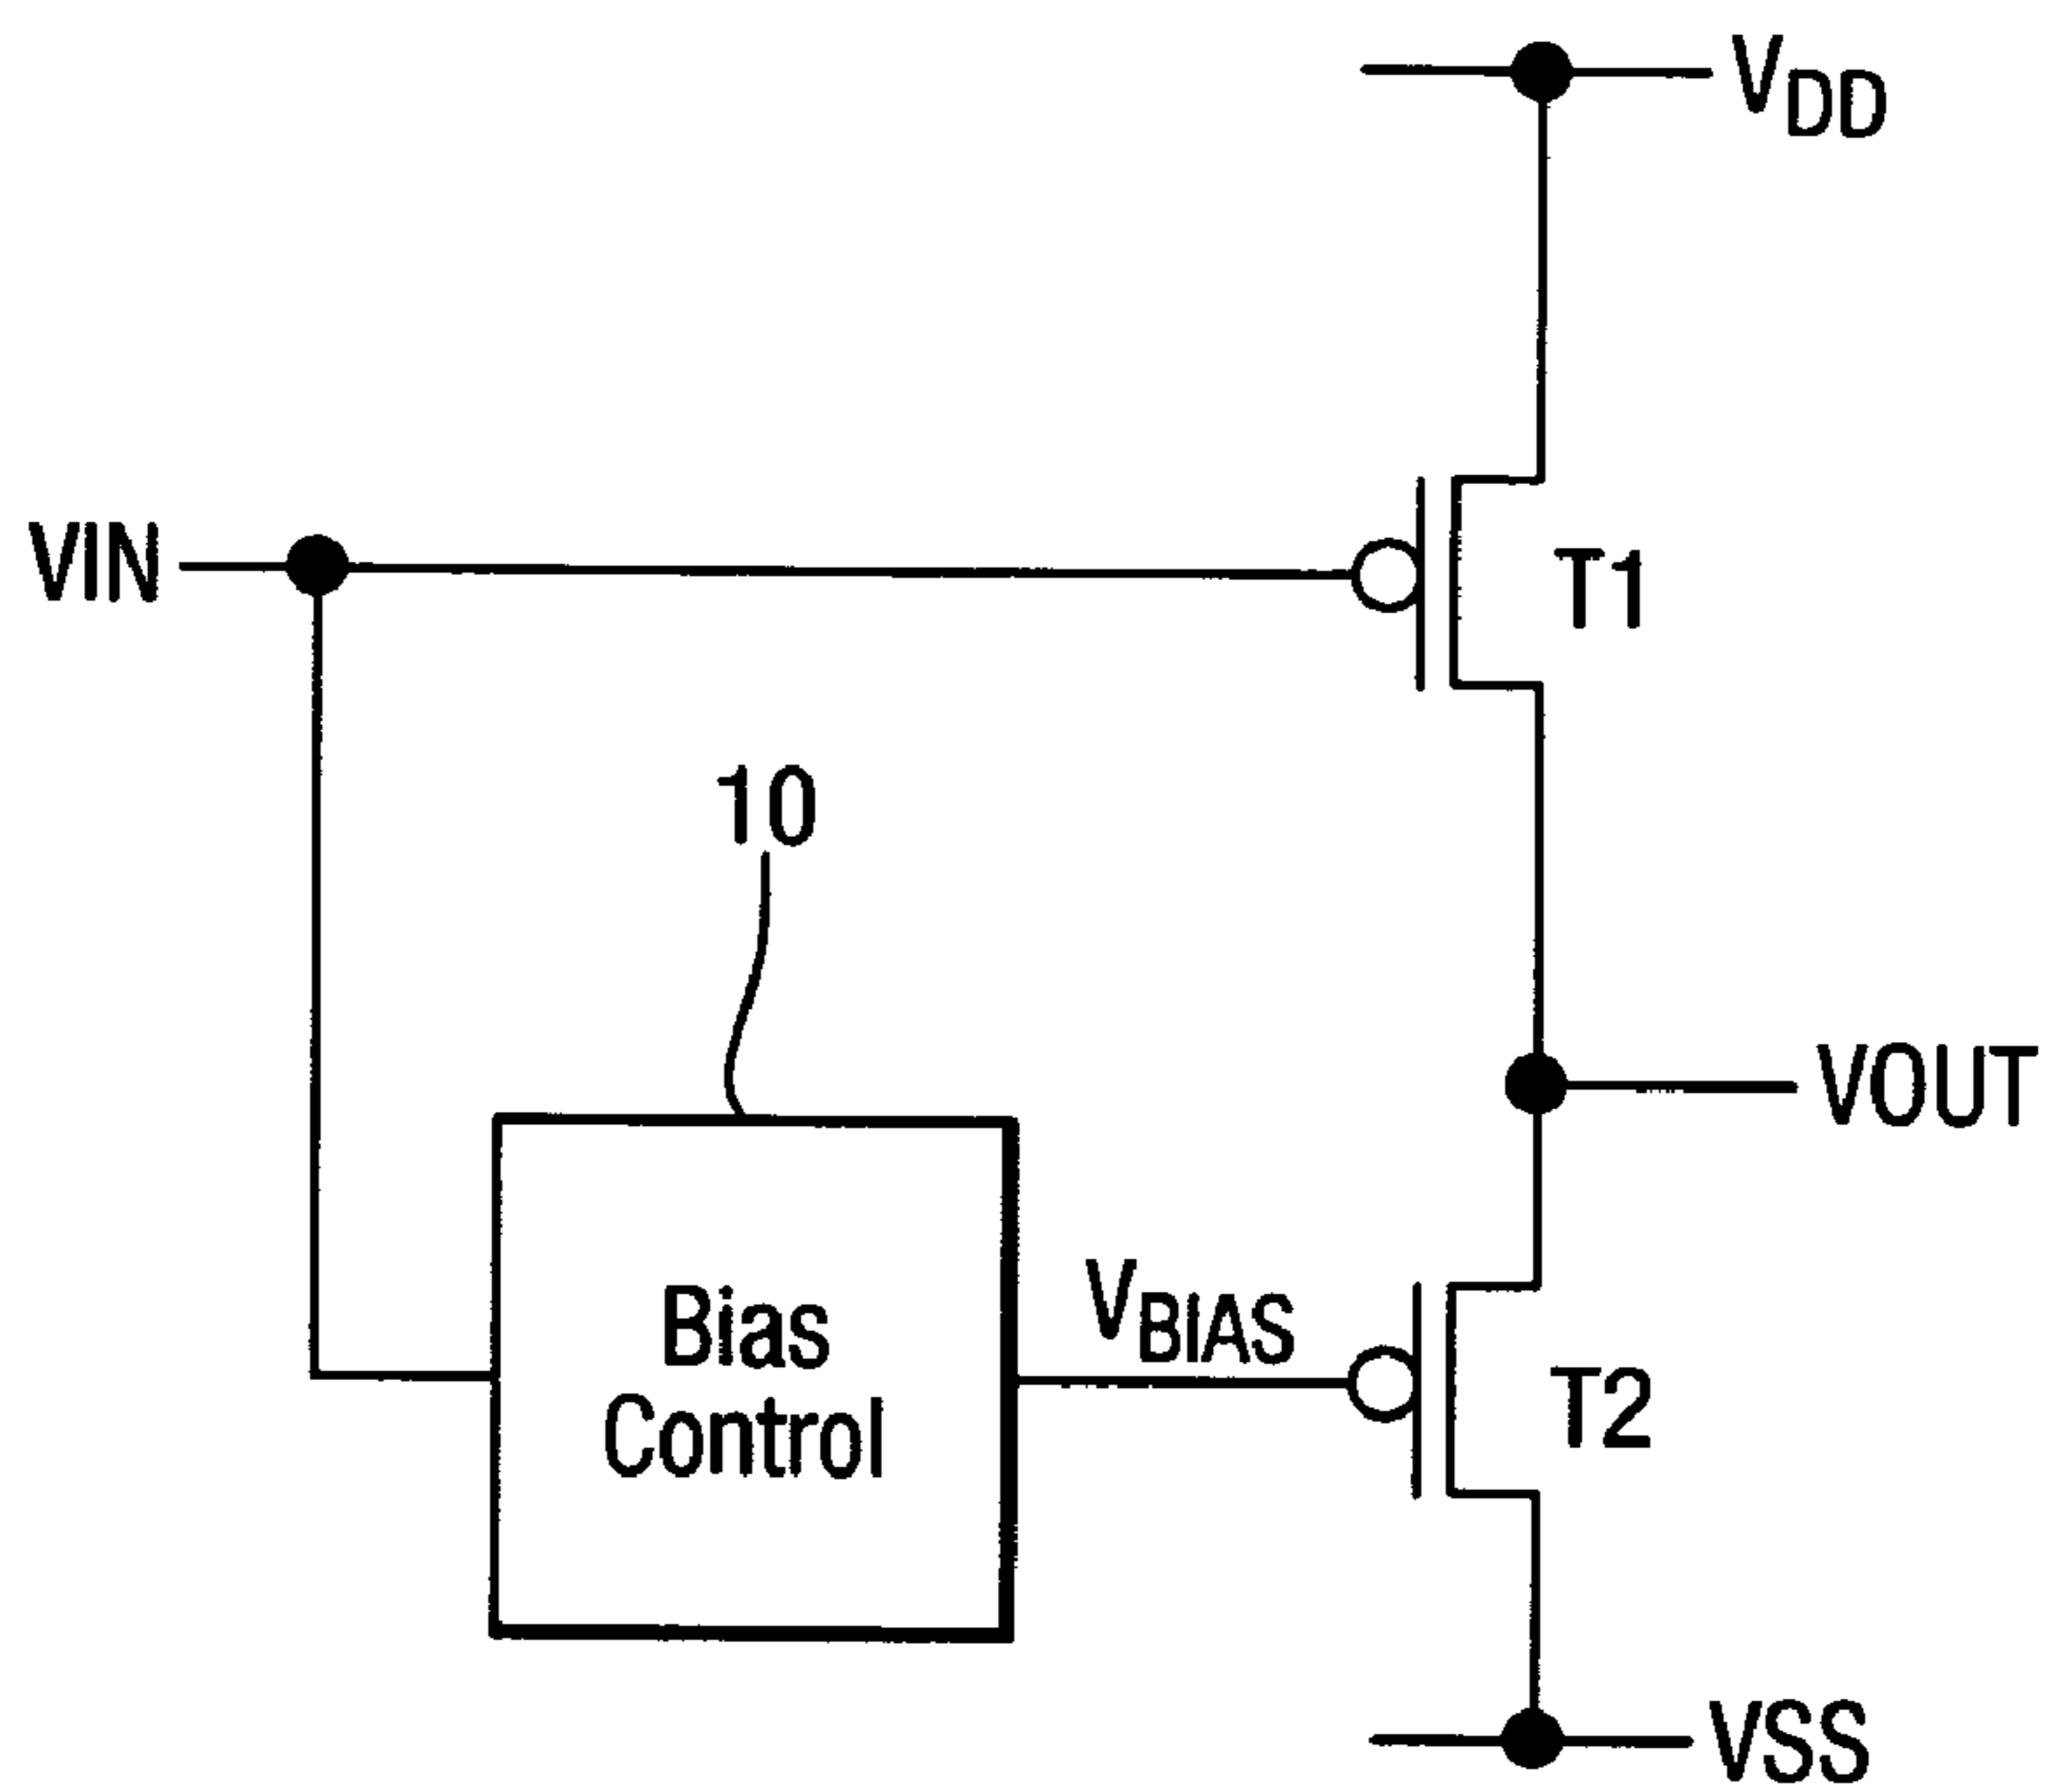 VDD
VIN
T1
10
VOUT
VBIAS
Bias
Control
T2
VSS